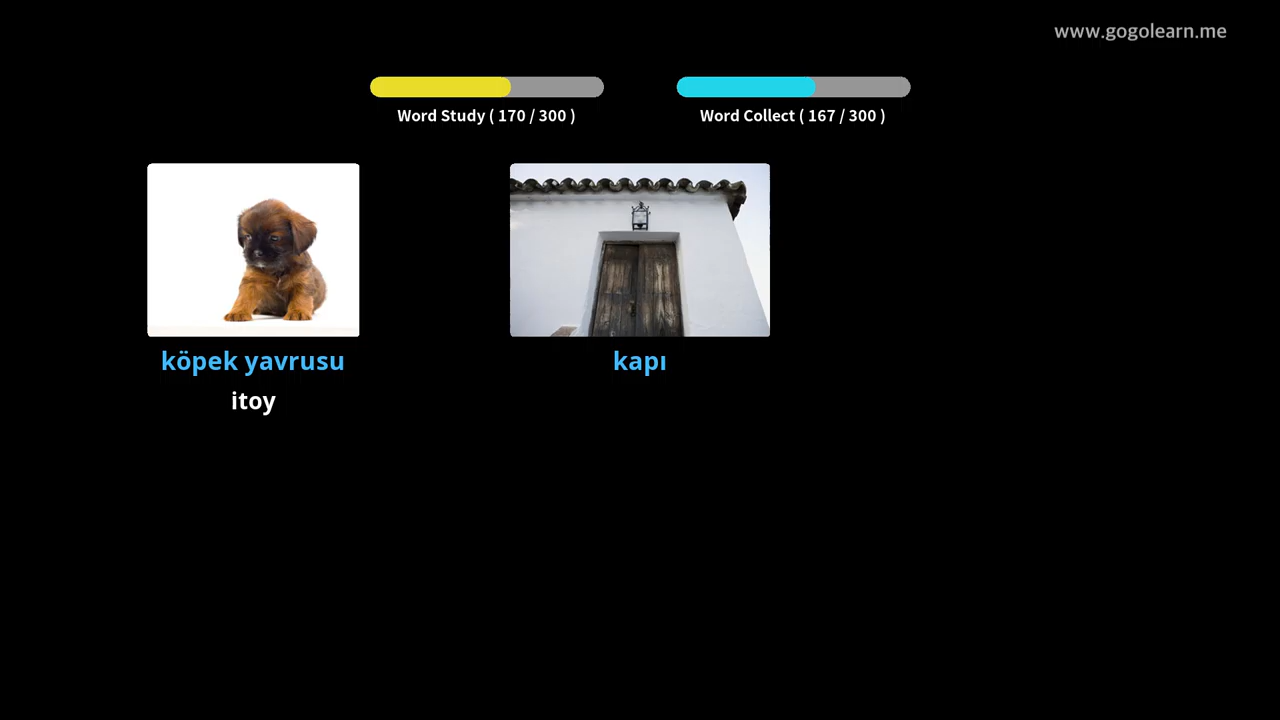 www.gogolearn.me
Word Study ( 170 / 300 )
Word Collect ( 167 / 300 )
köpek yavrusu
kapı
itoy